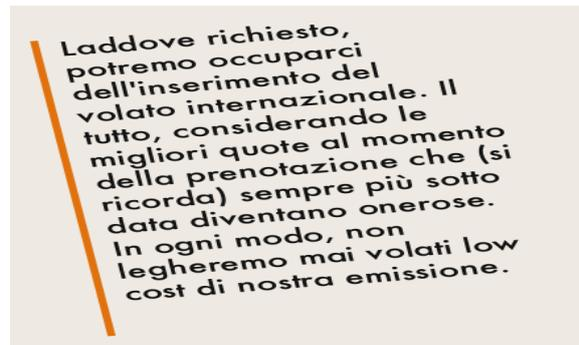 Laddove richiesto,
potremo occuparci
dell'inserimento del
volato internazionale. Il
tutto, considerando le
migliori quote al momento
della prenotazione che (si
ricorda) sempre più sotto
data diventano onerose.
In ogni modo, non
legheremo mai volati low
cost di nostra emissione.